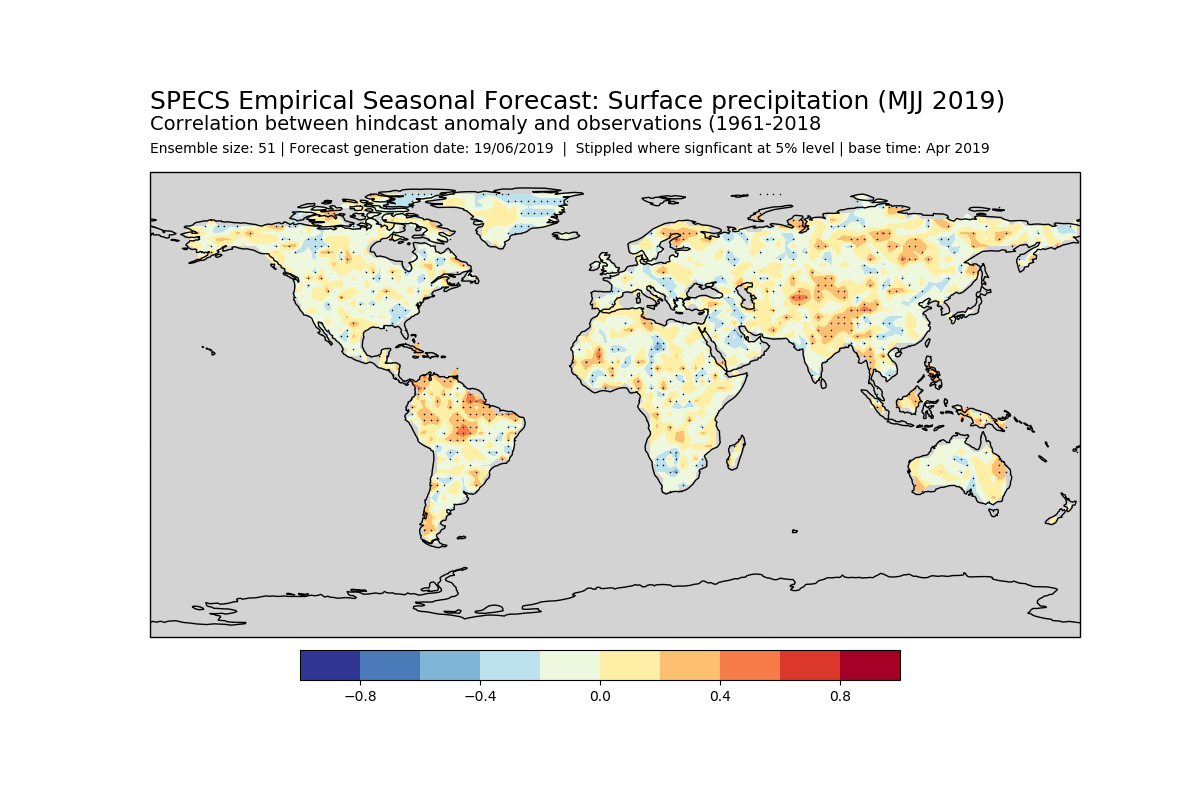 SPECS Empirical Seasonal Forecast: Surface precipitation (MJJ 2019)
Correlation between hindcast anomaly and observations (1961-2018
Ensemble size: 51 | Forecast generation date: 19/06/2019  |  Stippled where signficant at 5% level | base time: Apr 2019
−0.8 −0.4 0.0 0.4 0.8